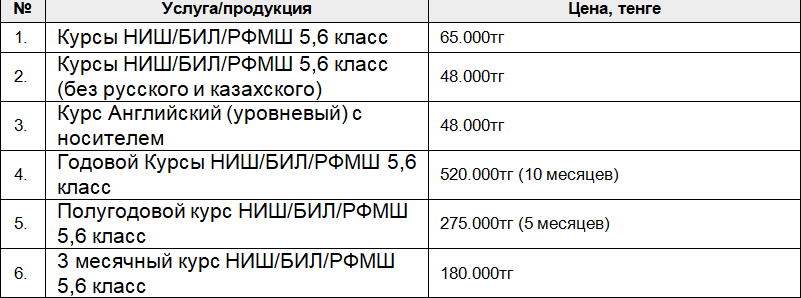 № Услуга/продукция Цена, тенге
1. Курсы НИШ/БИЛ/РФМШ 5,6 класс 65.000тг
2. Курсы НИШ/БИЛ/РФМШ 5,6 класс
(без русского и казахского) 48.000тг
3. Курс Английский (уровневый) с
носителем 48.000тг
4. Годовой Курсы НИШ/БИЛ/РФМШ 5,6
класс 520.000тг (10 месяцев)
5. Полугодовой курс НИШ/БИЛ/РФМШ
5,6 класс 275.000тг (5 месяцев)
6. 3 месячный курс НИШ/БИЛ/РФМШ
5,6 класс 180.000тг